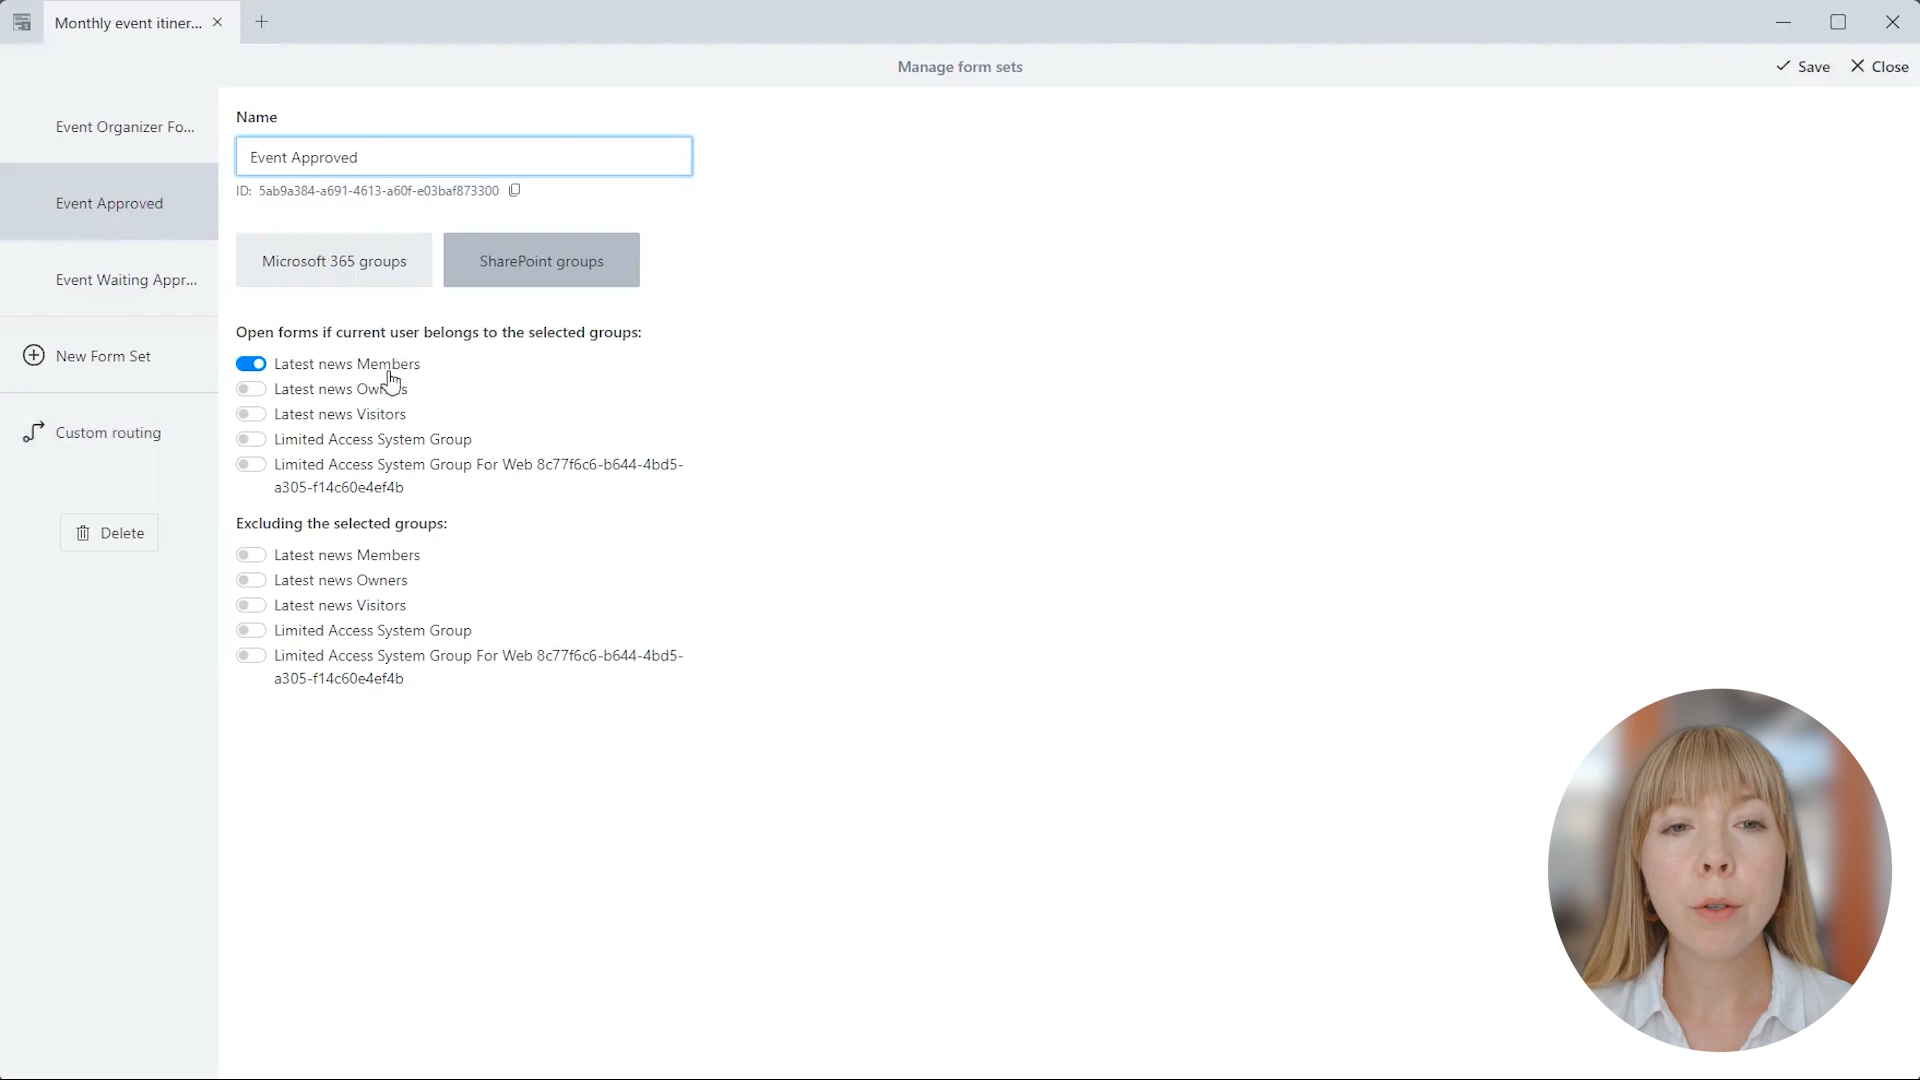 Monthly event itiner...
Manage form sets
Save
Close
Event Organizer Fo...
Event Approved
Event Waiting Appr...
New Form Set
Custom routing
Delete
Name
Event Approved
ID: 5ab9a384-a691-4613-a60f-e03baf873300
Microsoft 365 groups
SharePoint groups
Open forms if current user belongs to the selected groups:
Latest news Members
Latest news Owners
Latest news Visitors
Limited Access System Group
Limited Access System Group For Web 8c77f6c6-b644-4bd5-
a305-f14c60e4ef4b
Excluding the selected groups:
Latest news Members
Latest news Owners
Latest news Visitors
Limited Access System Group
Limited Access System Group For Web 8c77f6c6-b644-4bd5-
a305-f14c60e4ef4b